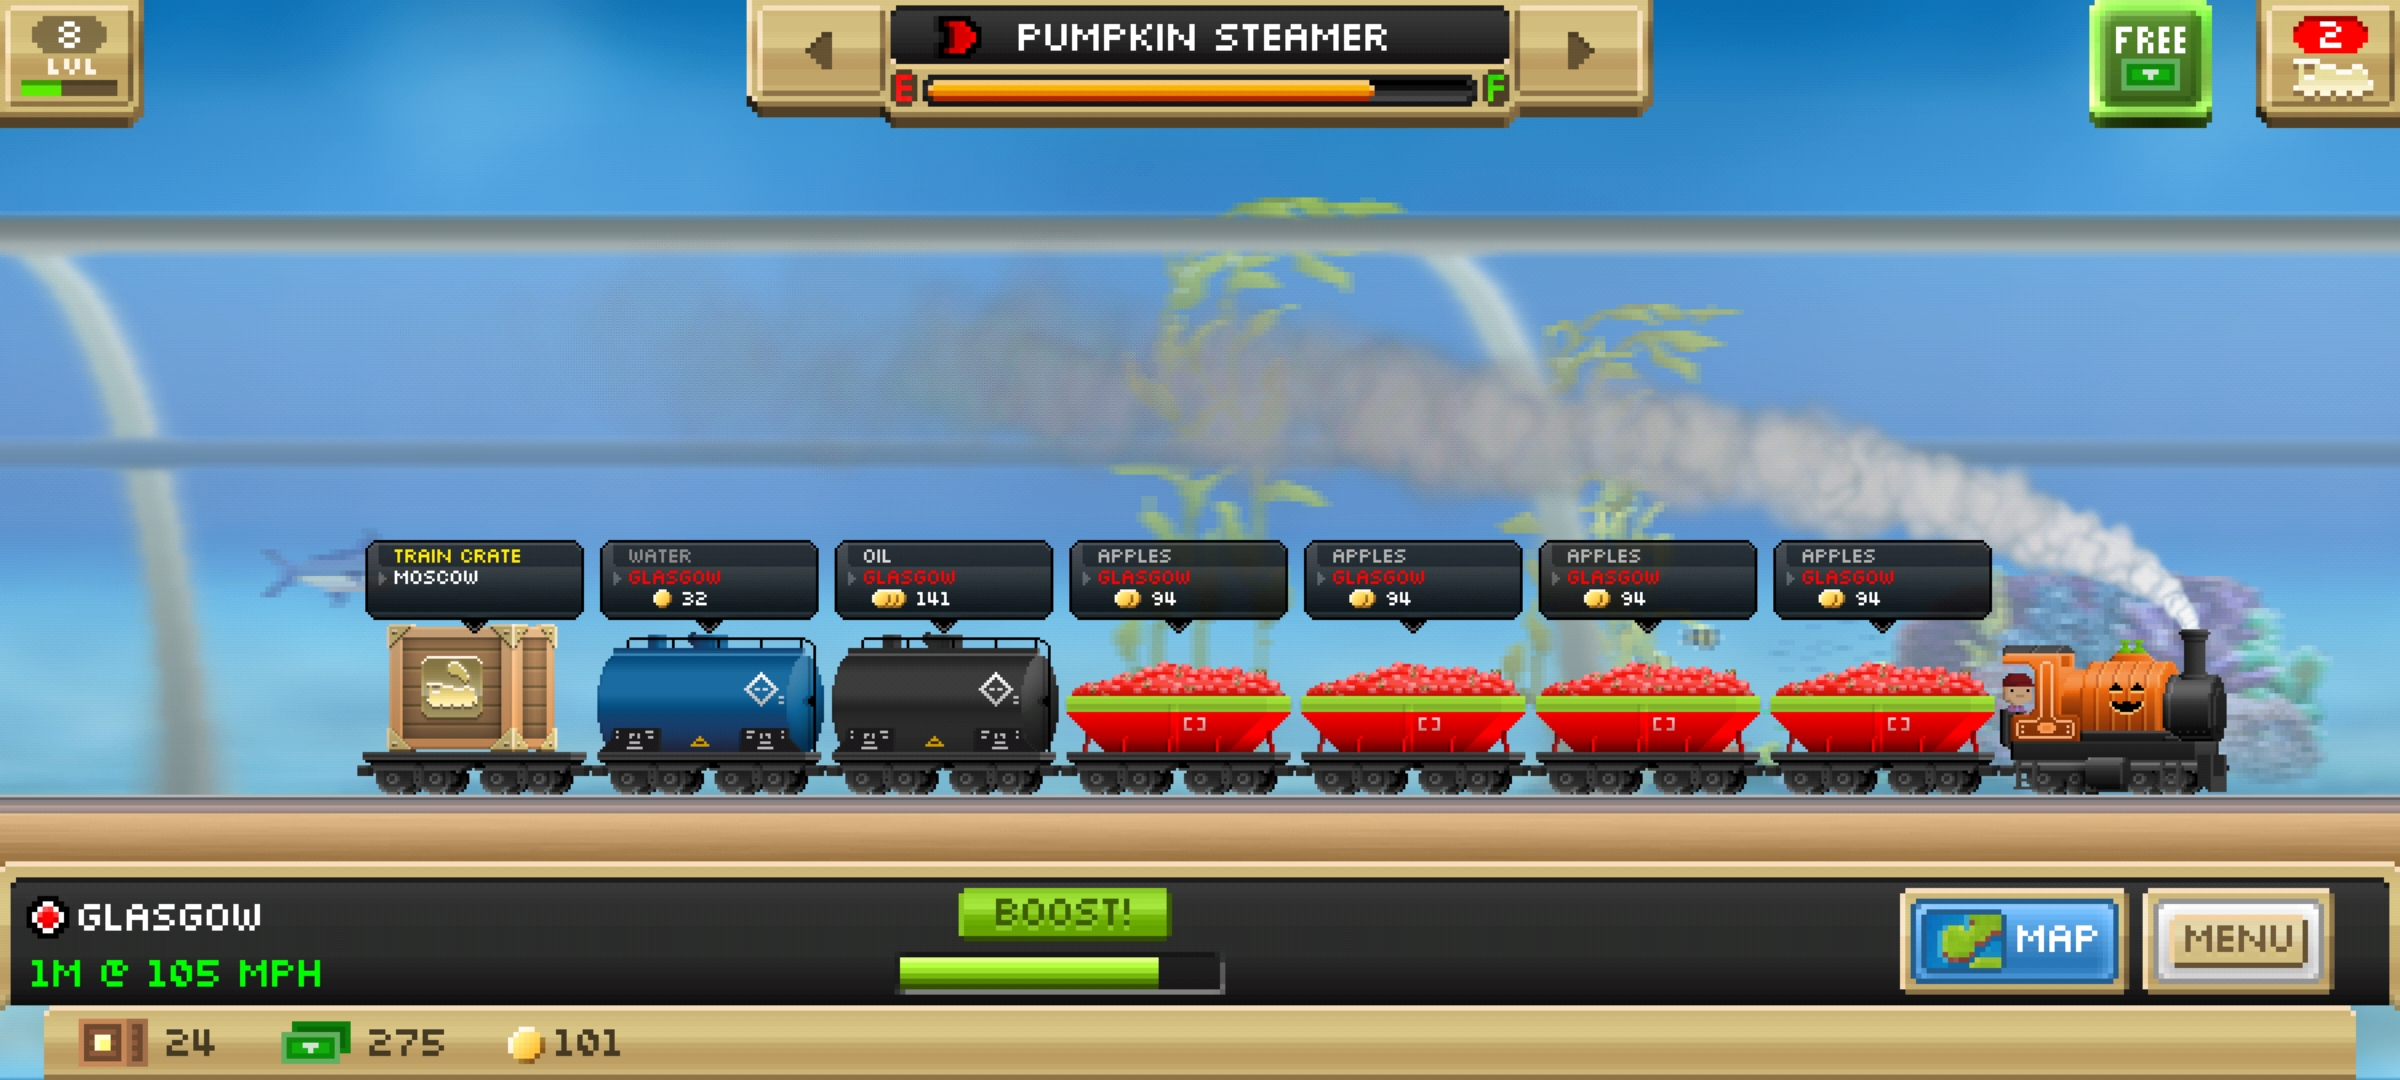 8
LVL
PUMPKIN STEAMER
E F
FREE
2
TRAIN CRATE
MOSCOW
WATER
GLASGOW
32
OIL
GLASGOW
141
APPLES
GLASGOW
94
APPLES
GLASGOW
94
APPLES
GLASGOW
94
APPLES
GLASGOW
94
GLASGOW
1M @ 105 MPH
BOOST!
MAP
MENU
24
275
101